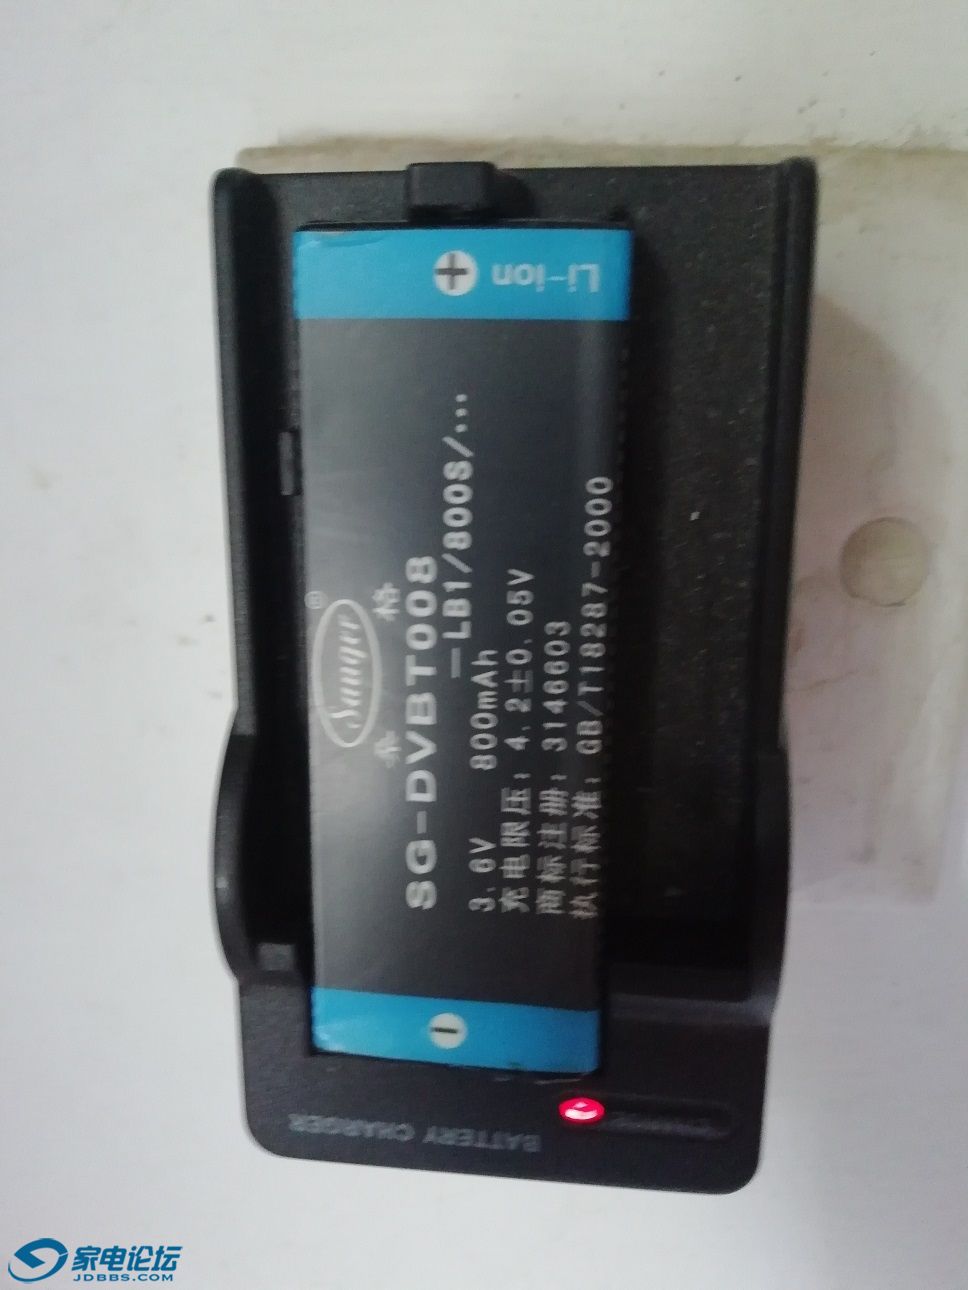 Li-ion
+
Sauger
®
桑 格
SG-DVBT008
-LB1/800S/...
3.6V 800mAh
充电限压：4.2±0.05V
商标注册：3146603
执行标准：GB/T18287-2000
BATTERY CHARGER
家电论坛
JDBBS.COM